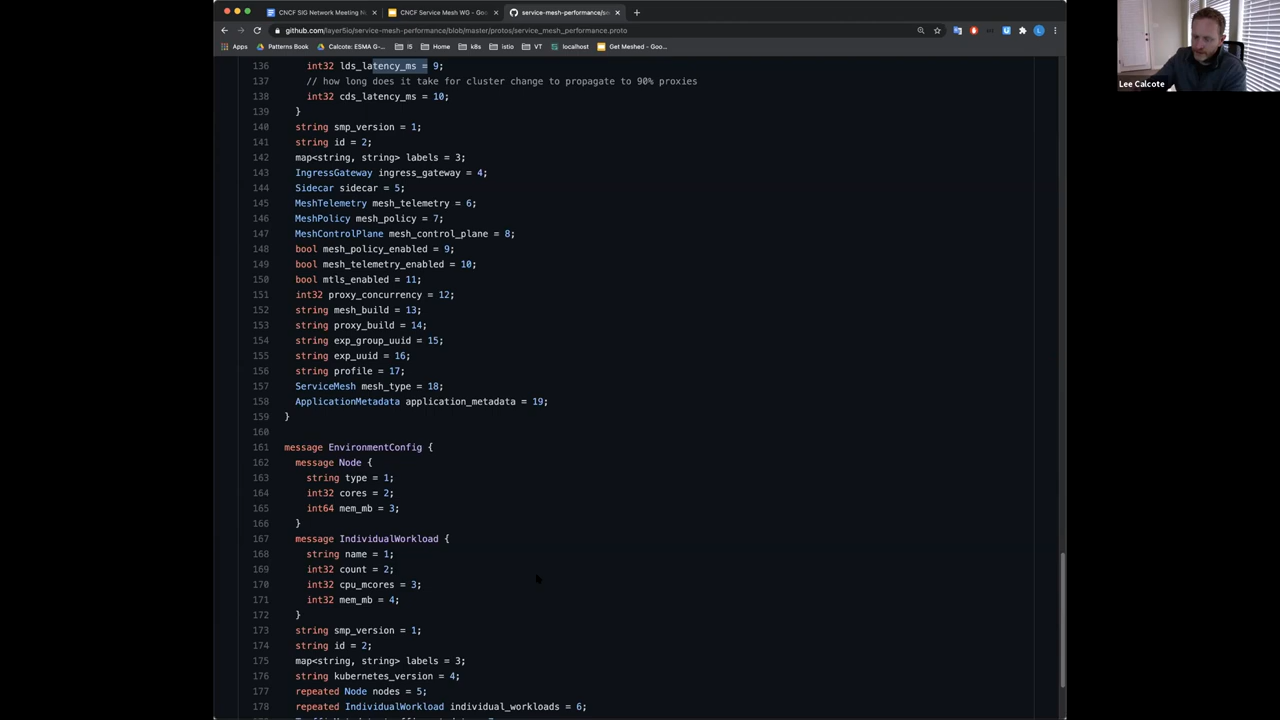 CNCF SIG Network Meeting N
CNCF Service Mesh WG - Goo
service-mesh-performance/se
github.com/layer5io/service-mesh-performance/blob/master/protos/service_mesh_performance.proto
Apps
Patterns Book
Calcote: ESMA G-...
l5
Home
k8s
istio
VT
localhost
Get Meshed - Goo...
Lee Calcote
136 int32 lds_latency_ms = 9;
137 // how long does it take for cluster change to propagate to 90% proxies
138 int32 cds_latency_ms = 10;
139 }
140 string smp_version = 1;
141 string id = 2;
142 map<string, string> labels = 3;
143 IngressGateway ingress_gateway = 4;
144 Sidecar sidecar = 5;
145 MeshTelemetry mesh_telemetry = 6;
146 MeshPolicy mesh_policy = 7;
147 MeshControlPlane mesh_control_plane = 8;
148 bool mesh_policy_enabled = 9;
149 bool mesh_telemetry_enabled = 10;
150 bool mtls_enabled = 11;
151 int32 proxy_concurrency = 12;
152 string mesh_build = 13;
153 string proxy_build = 14;
154 string exp_group_uuid = 15;
155 string exp_uuid = 16;
156 string profile = 17;
157 ServiceMesh mesh_type = 18;
158 ApplicationMetadata application_metadata = 19;
159 }
160
161 message EnvironmentConfig {
162 message Node {
163 string type = 1;
164 int32 cores = 2;
165 int64 mem_mb = 3;
166 }
167 message IndividualWorkload {
168 string name = 1;
169 int32 count = 2;
170 int32 cpu_mcores = 3;
171 int32 mem_mb = 4;
172 }
173 string smp_version = 1;
174 string id = 2;
175 map<string, string> labels = 3;
176 string kubernetes_version = 4;
177 repeated Node nodes = 5;
178 repeated IndividualWorkload individual_workloads = 6;